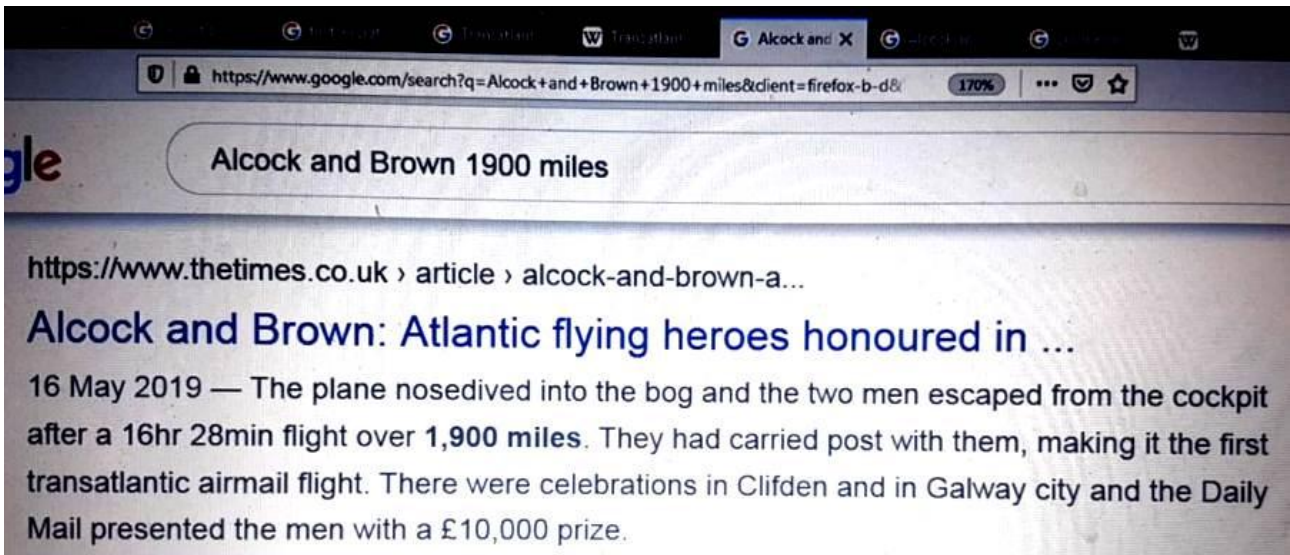 Alcock and
https://www.google.com/search?q=Alcock+and+Brown+1900+miles&client=firefox-b-d&
170%
gle
Alcock and Brown 1900 miles
https://www.thetimes.co.uk › article › alcock-and-brown-a...
Alcock and Brown: Atlantic flying heroes honoured in ...
16 May 2019 — The plane nosedived into the bog and the two men escaped from the cockpit
after a 16hr 28min flight over 1,900 miles. They had carried post with them, making it the first
transatlantic airmail flight. There were celebrations in Clifden and in Galway city and the Daily
Mail presented the men with a £10,000 prize.